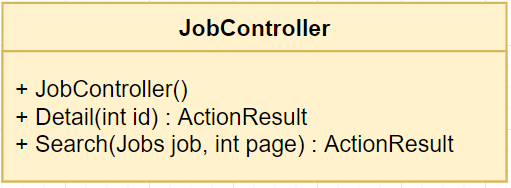 JobController
+ JobController()
+ Detail(int id) : ActionResult
+ Search(Jobs job, int page) : ActionResult